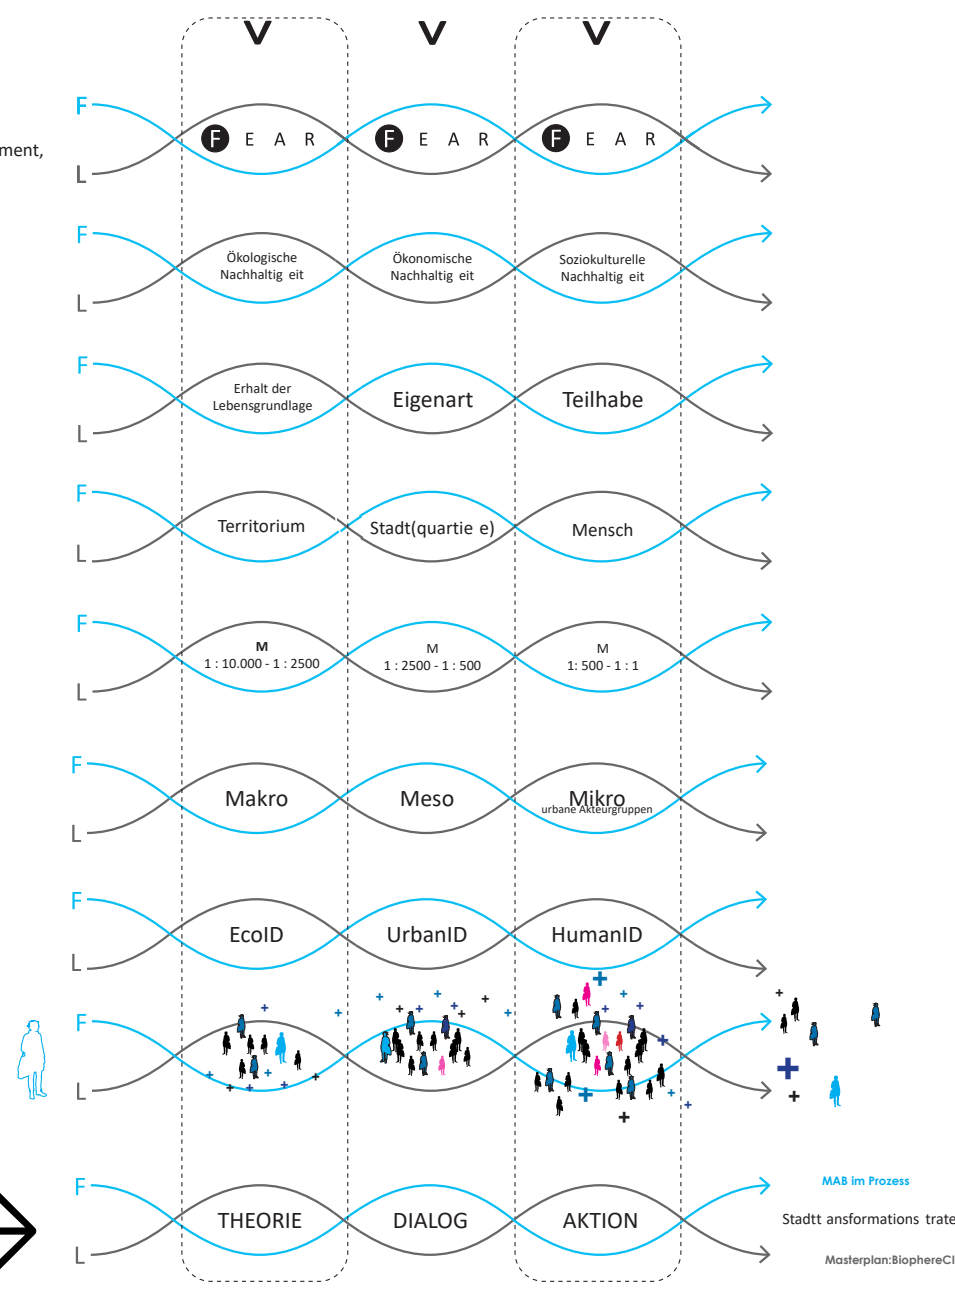 V V V
F
F E A R F E A R F E A R
ment,
L
F
Ökologische
Nachhaltig eit
Ökonomische
Nachhaltig eit
Soziokulturelle
Nachhaltig eit
L
F
Erhalt der
Lebensgrundlage
Eigenart
Teilhabe
L
F
Territorium
Stadt(quartie e)
Mensch
L
F
M
1 : 10.000 - 1 : 2500
M
1 : 2500 - 1 : 500
M
1: 500 - 1 : 1
L
F
Makro
Meso
Mikro
urbane Akteurgruppen
L
F
EcoID
UrbanID
HumanID
L
F
L
F
THEORIE
DIALOG
AKTION
L
MAB im Prozess
Stadtt ansformations trate
Masterplan:BiophereCl